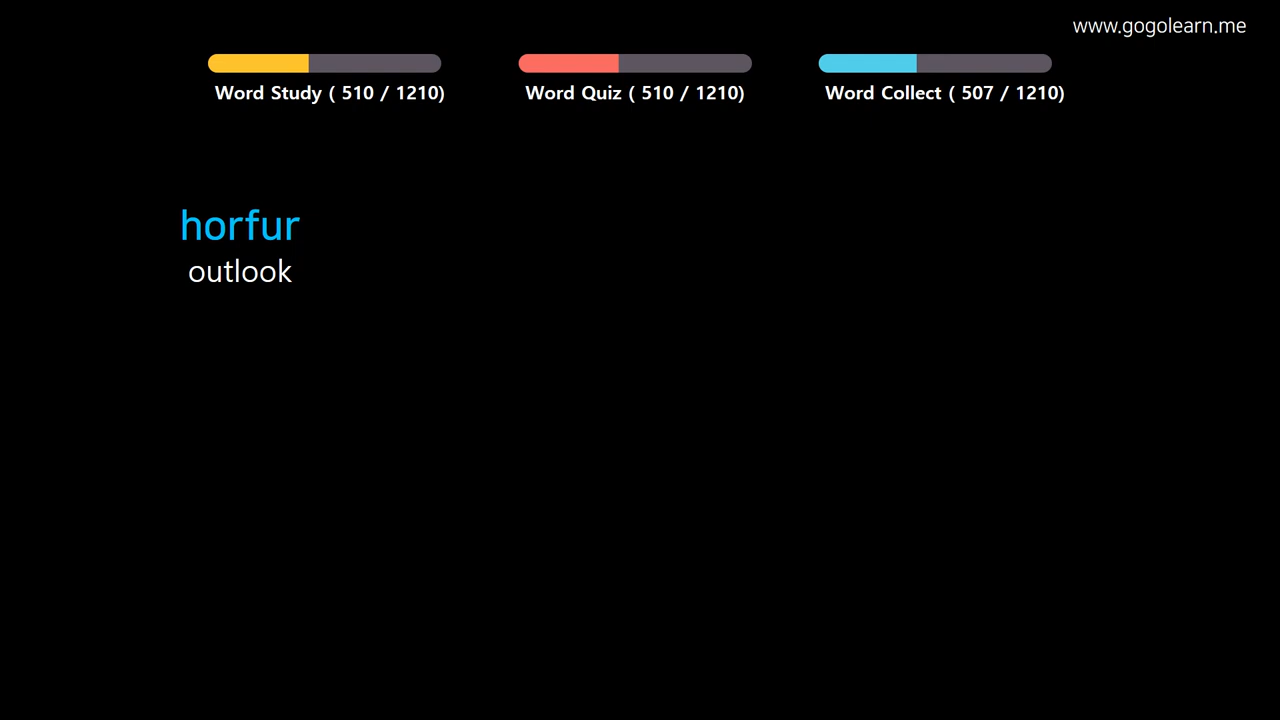 www.gogolearn.me
Word Study ( 510 / 1210)
Word Quiz ( 510 / 1210)
Word Collect ( 507 / 1210)
horfur
outlook